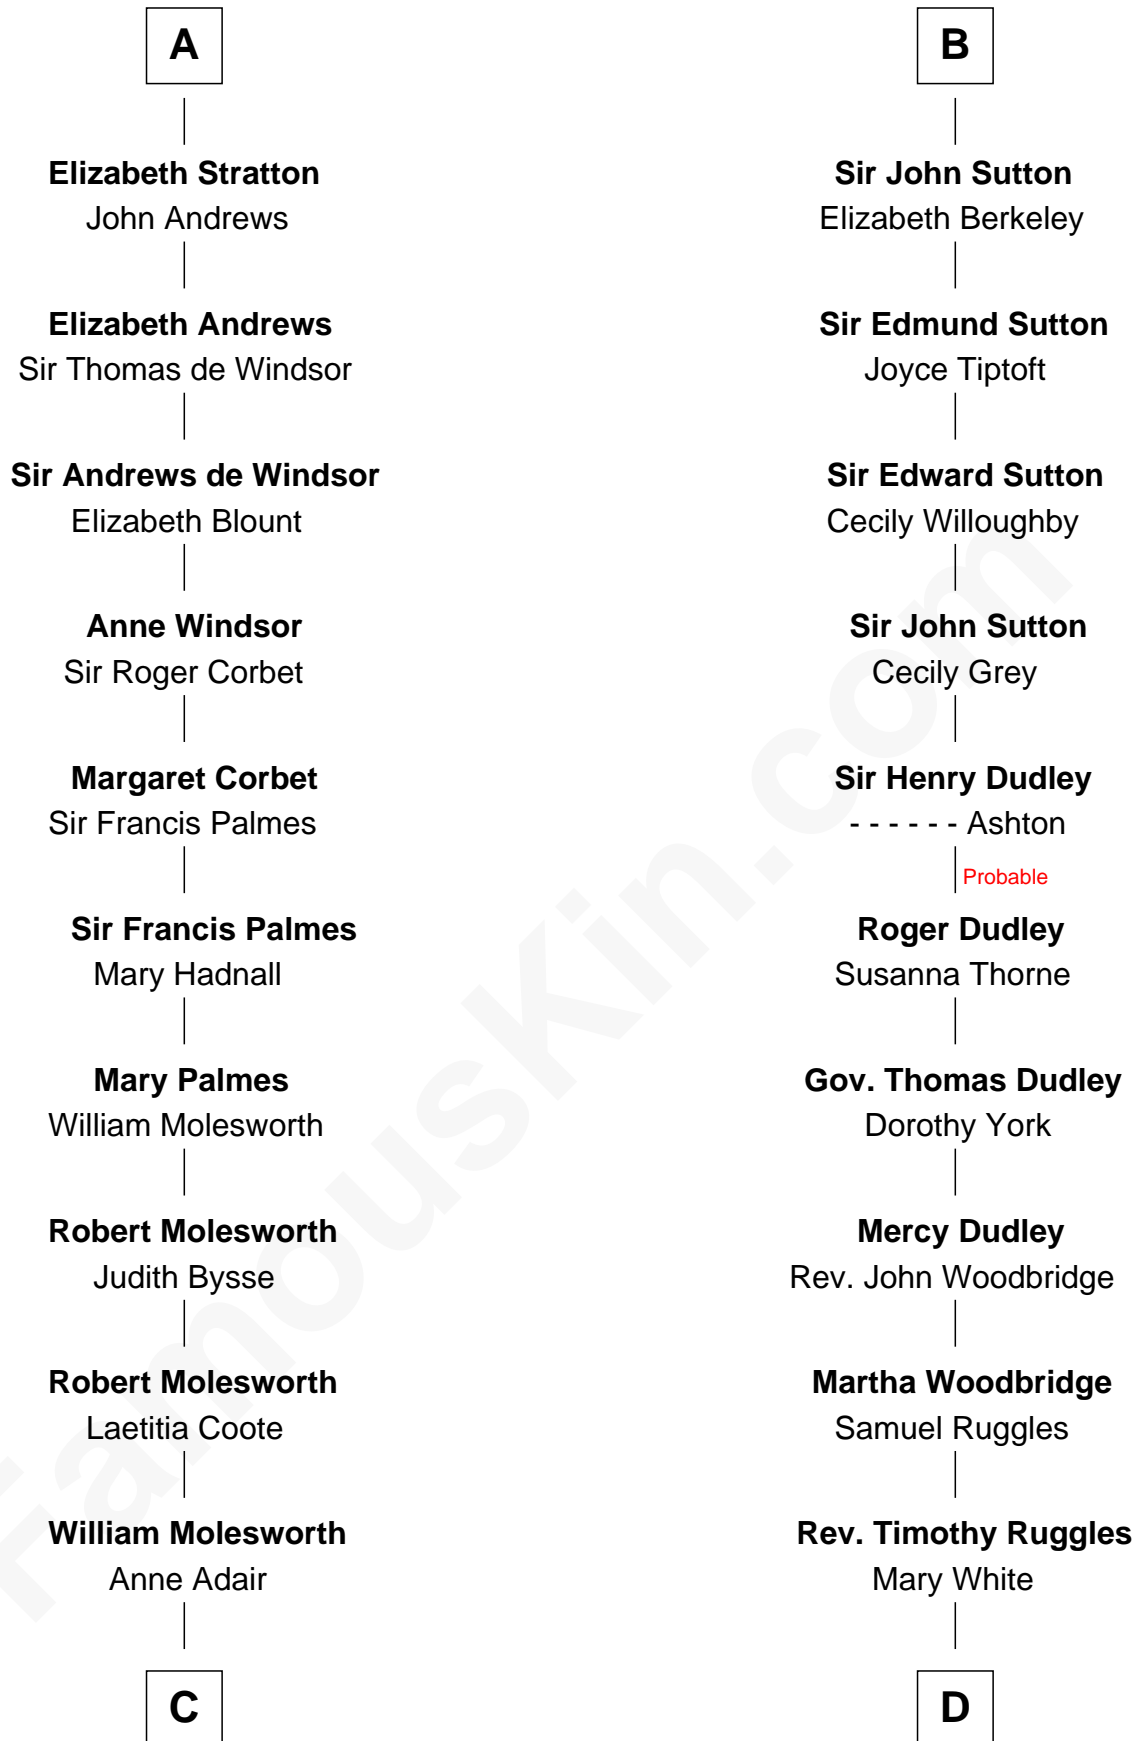 A
Elizabeth Stratton
John Andrews
Elizabeth Andrews
Sir Thomas de Windsor
Sir Andrews de Windsor
Elizabeth Blount
Anne Windsor
Sir Roger Corbet
Margaret Corbet
Sir Francis Palmes
Sir Francis Palmes
Mary Hadnall
Mary Palmes
William Molesworth
Robert Molesworth
Judith Bysse
Robert Molesworth
Laetitia Coote
William Molesworth
Anne Adair
C
B
Sir John Sutton
Elizabeth Berkeley
Sir Edmund Sutton
Joyce Tiptoft
Sir Edward Sutton
Cecily Willoughby
Sir John Sutton
Cecily Grey
Sir Henry Dudley
- - - - - - Ashton
Probable
Roger Dudley
Susanna Thorne
Gov. Thomas Dudley
Dorothy York
Mercy Dudley
Rev. John Woodbridge
Martha Woodbridge
Samuel Ruggles
Rev. Timothy Ruggles
Mary White
D
FamousKin.com